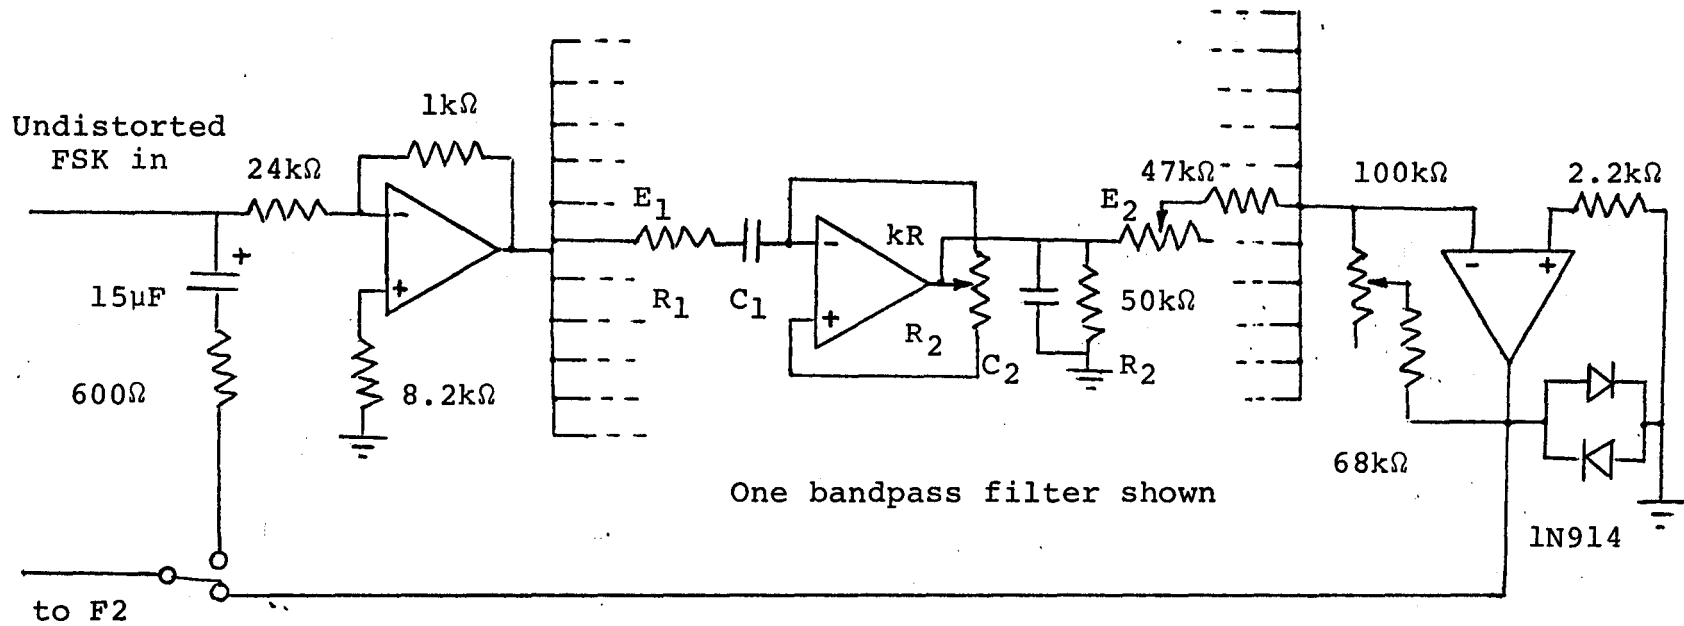 Undistorted
FSK in
24kΩ
1kΩ
+
15μF
600Ω
-
+
8.2kΩ
E1
R1
C1
-
+
kR
R2
C2
50kΩ
R2
E2
47kΩ
100kΩ
2.2kΩ
-
+
68kΩ
1N914
One bandpass filter shown
to F2